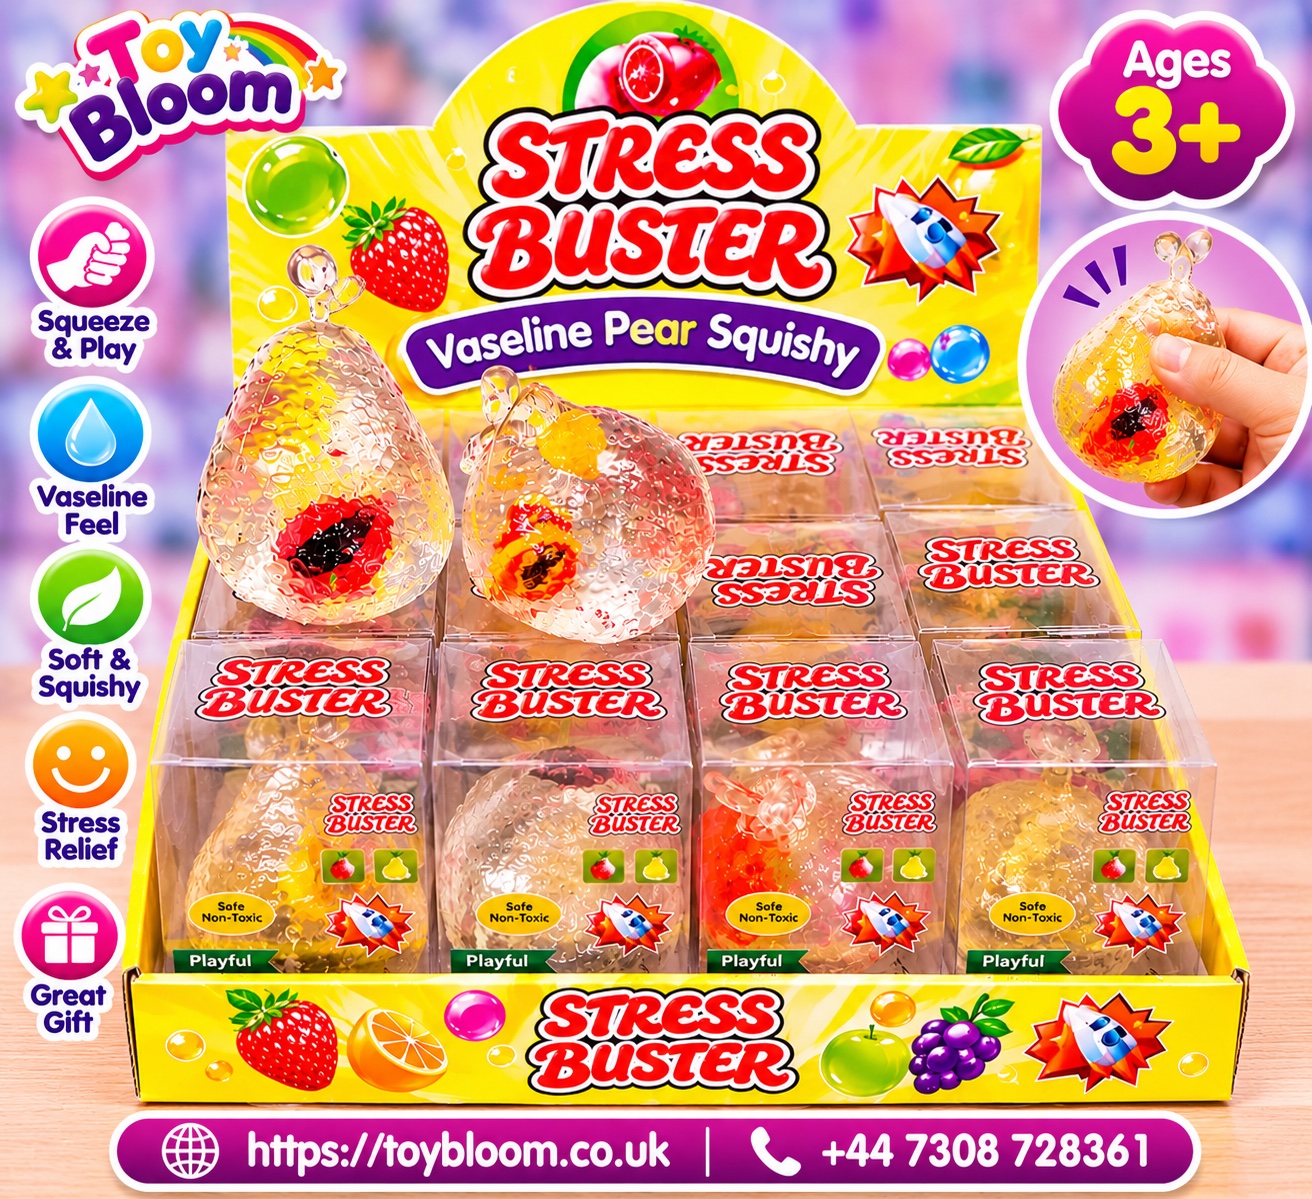 Toy
Bloom
Ages
3+
STRESS
BUSTER
Vaseline Pear Squishy
Squeeze
& Play
Vaseline
Feel
Soft &
Squishy
Stress
Relief
Great
Gift
STRESS
BUSTER
STRESS
BUSTER
STRESS
BUSTER
STRESS
BUSTER
STRESS
BUSTER
STRESS
BUSTER
STRESS
BUSTER
STRESS
BUSTER
STRESS
BUSTER
STRESS
BUSTER
STRESS
BUSTER
STRESS
BUSTER
Safe
Non-Toxic
Safe
Non-Toxic
Safe
Non-Toxic
Safe
Non-Toxic
Playful
Playful
Playful
Playful
STRESS
BUSTER
https://toybloom.co.uk
+44 7308 728361